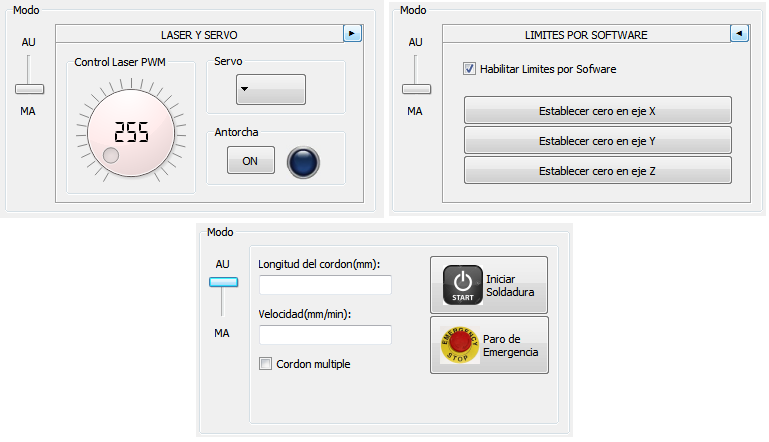 Modo
AU
MA
LASER Y SERVO
Control Laser PWM
255
Servo
Antorcha
ON
Modo
AU
MA
LIMITES POR SOFTWARE
Habilitar Limites por Sofware
Establecer cero en eje X
Establecer cero en eje Y
Establecer cero en eje Z
Modo
AU
MA
Longitud del cordon(mm):
Velocidad(mm/min):
Cordon multiple
START
Iniciar
Soldadura
EMERGENCY
STOP
Paro de
Emergencia